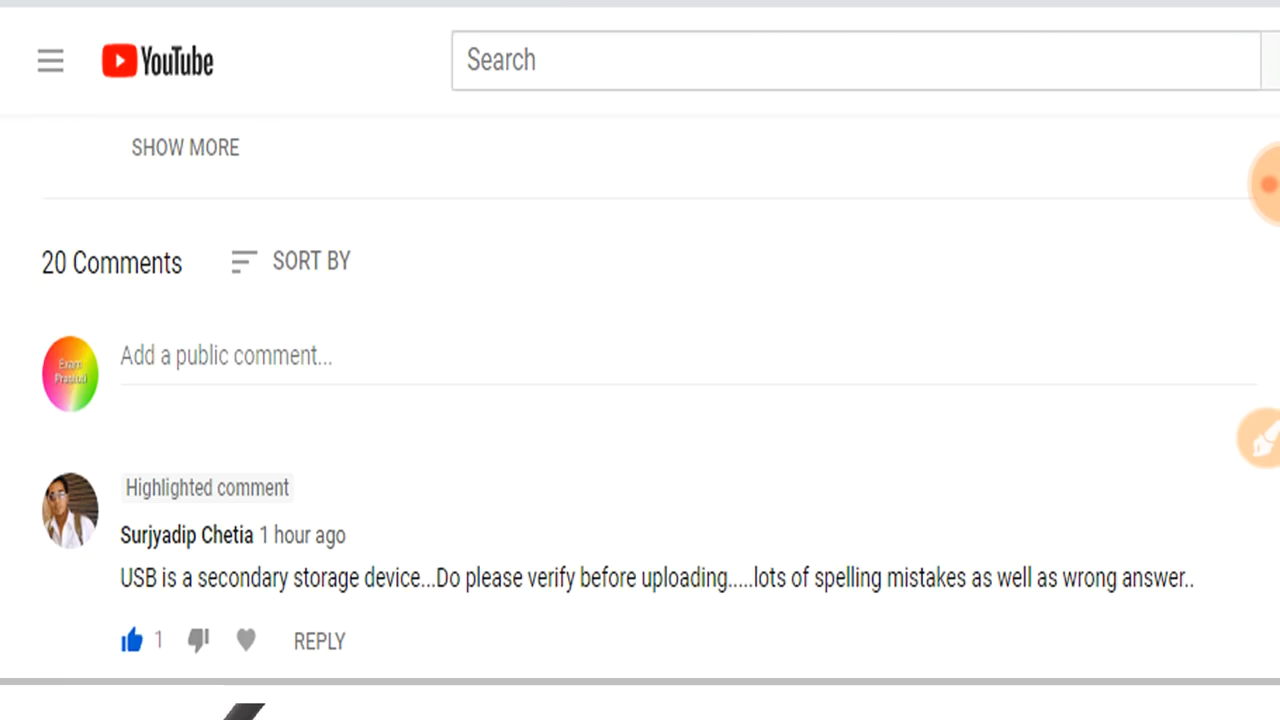 YouTube
Search
SHOW MORE
20 Comments
SORT BY
Exam
Prastuti
Add a public comment...
Highlighted comment
Surjyadip Chetia 1 hour ago
USB is a secondary storage device...Do please verify before uploading.....lots of spelling mistakes as well as wrong answer..
1
REPLY